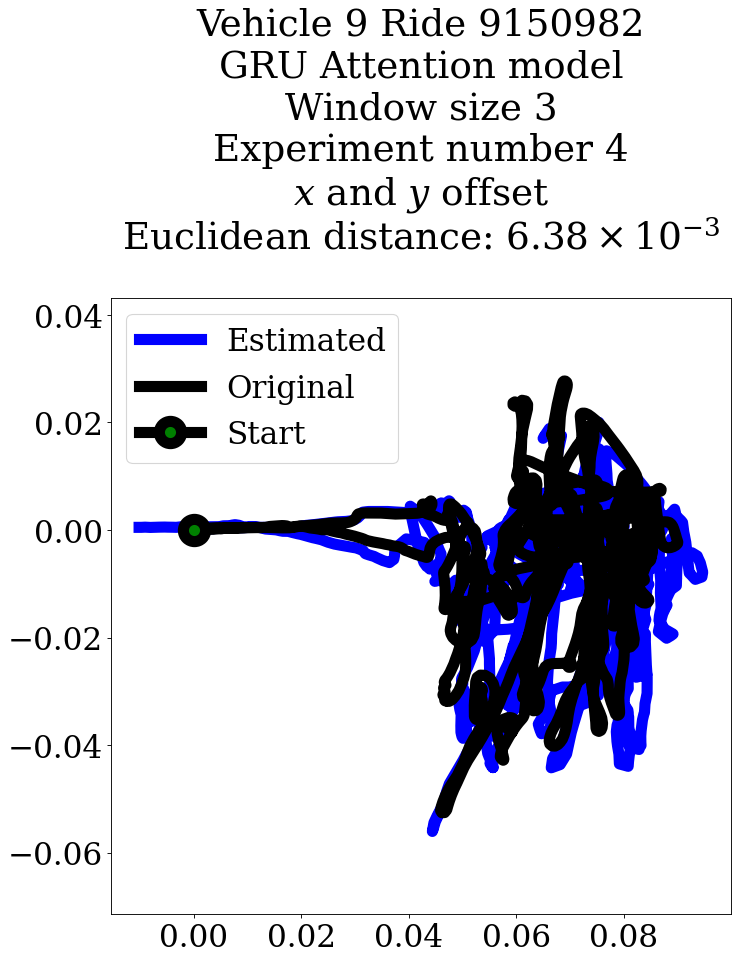 Vehicle 9 Ride 9150982
GRU Attention model
Window size 3
Experiment number 4
x and y offset
Euclidean distance: 6.38 × 10⁻³
0.04
0.02
0.00
−0.02
−0.04
−0.06
Estimated
Original
Start
0.00 0.02 0.04 0.06 0.08